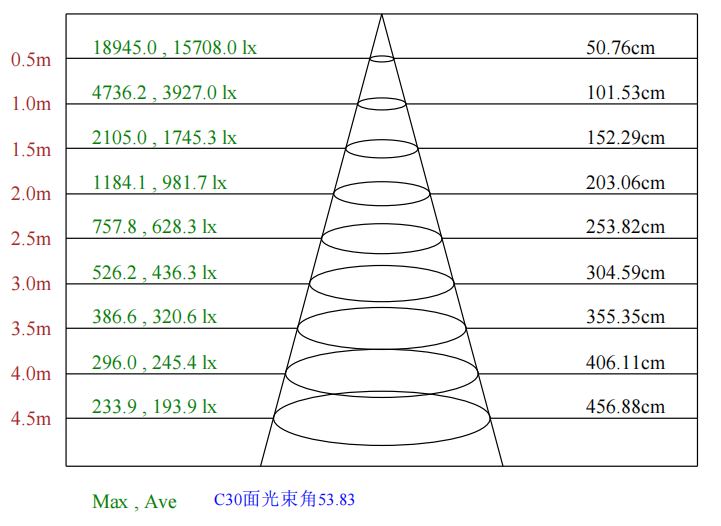 18945.0 , 15708.0 lx 50.76cm
0.5m
4736.2 , 3927.0 lx 101.53cm
1.0m
2105.0 , 1745.3 lx 152.29cm
1.5m
1184.1 , 981.7 lx 203.06cm
2.0m
757.8 , 628.3 lx 253.82cm
2.5m
526.2 , 436.3 lx 304.59cm
3.0m
386.6 , 320.6 lx 355.35cm
3.5m
296.0 , 245.4 lx 406.11cm
4.0m
233.9 , 193.9 lx 456.88cm
4.5m
Max , Ave C30面光束角53.83